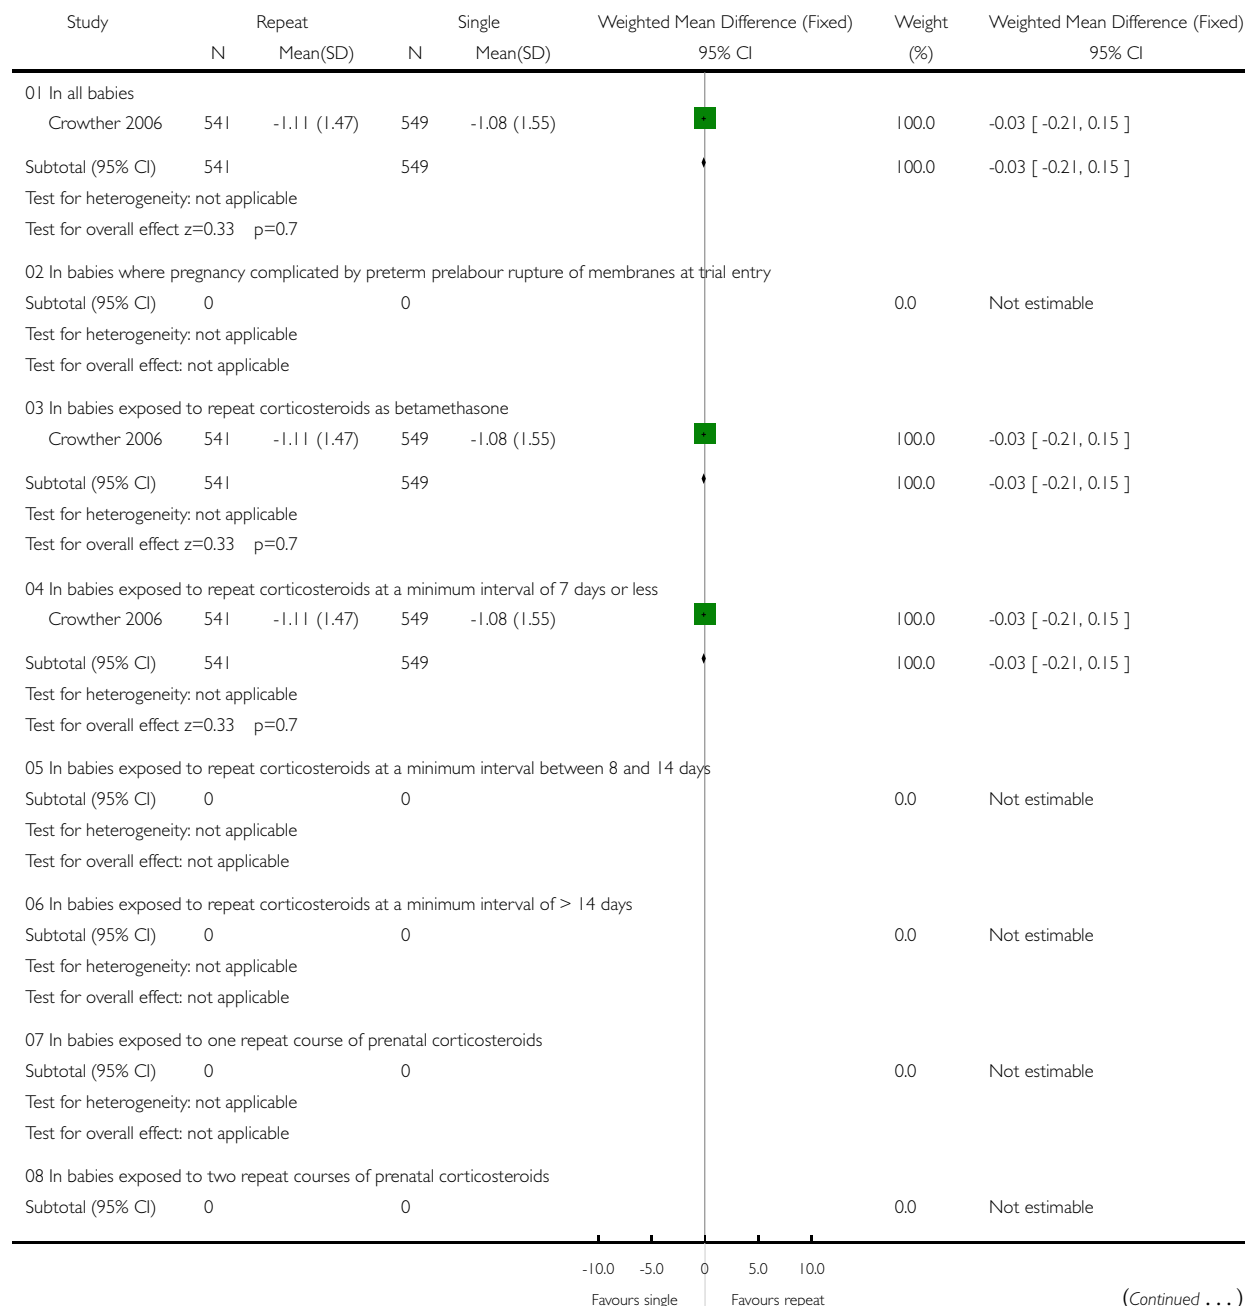 Study Repeat Single Weighted Mean Difference (Fixed) Weight Weighted Mean Difference (Fixed)
N Mean(SD) N Mean(SD) 95% CI (%) 95% CI
01 In all babies
Crowther 2006 541 -1.11 (1.47) 549 -1.08 (1.55) 100.0 -0.03 [ -0.21, 0.15 ]
Subtotal (95% CI) 541 549 100.0 -0.03 [ -0.21, 0.15 ]
Test for heterogeneity: not applicable
Test for overall effect z=0.33 p=0.7
02 In babies where pregnancy complicated by preterm prelabour rupture of membranes at trial entry
Subtotal (95% CI) 0 0 0.0 Not estimable
Test for heterogeneity: not applicable
Test for overall effect: not applicable
03 In babies exposed to repeat corticosteroids as betamethasone
Crowther 2006 541 -1.11 (1.47) 549 -1.08 (1.55) 100.0 -0.03 [ -0.21, 0.15 ]
Subtotal (95% CI) 541 549 100.0 -0.03 [ -0.21, 0.15 ]
Test for heterogeneity: not applicable
Test for overall effect z=0.33 p=0.7
04 In babies exposed to repeat corticosteroids at a minimum interval of 7 days or less
Crowther 2006 541 -1.11 (1.47) 549 -1.08 (1.55) 100.0 -0.03 [ -0.21, 0.15 ]
Subtotal (95% CI) 541 549 100.0 -0.03 [ -0.21, 0.15 ]
Test for heterogeneity: not applicable
Test for overall effect z=0.33 p=0.7
05 In babies exposed to repeat corticosteroids at a minimum interval between 8 and 14 days
Subtotal (95% CI) 0 0 0.0 Not estimable
Test for heterogeneity: not applicable
Test for overall effect: not applicable
06 In babies exposed to repeat corticosteroids at a minimum interval of > 14 days
Subtotal (95% CI) 0 0 0.0 Not estimable
Test for heterogeneity: not applicable
Test for overall effect: not applicable
07 In babies exposed to one repeat course of prenatal corticosteroids
Subtotal (95% CI) 0 0 0.0 Not estimable
Test for heterogeneity: not applicable
Test for overall effect: not applicable
08 In babies exposed to two repeat courses of prenatal corticosteroids
Subtotal (95% CI) 0 0 0.0 Not estimable
-10.0 -5.0 0 5.0 10.0
Favours single Favours repeat (Continued . . . )